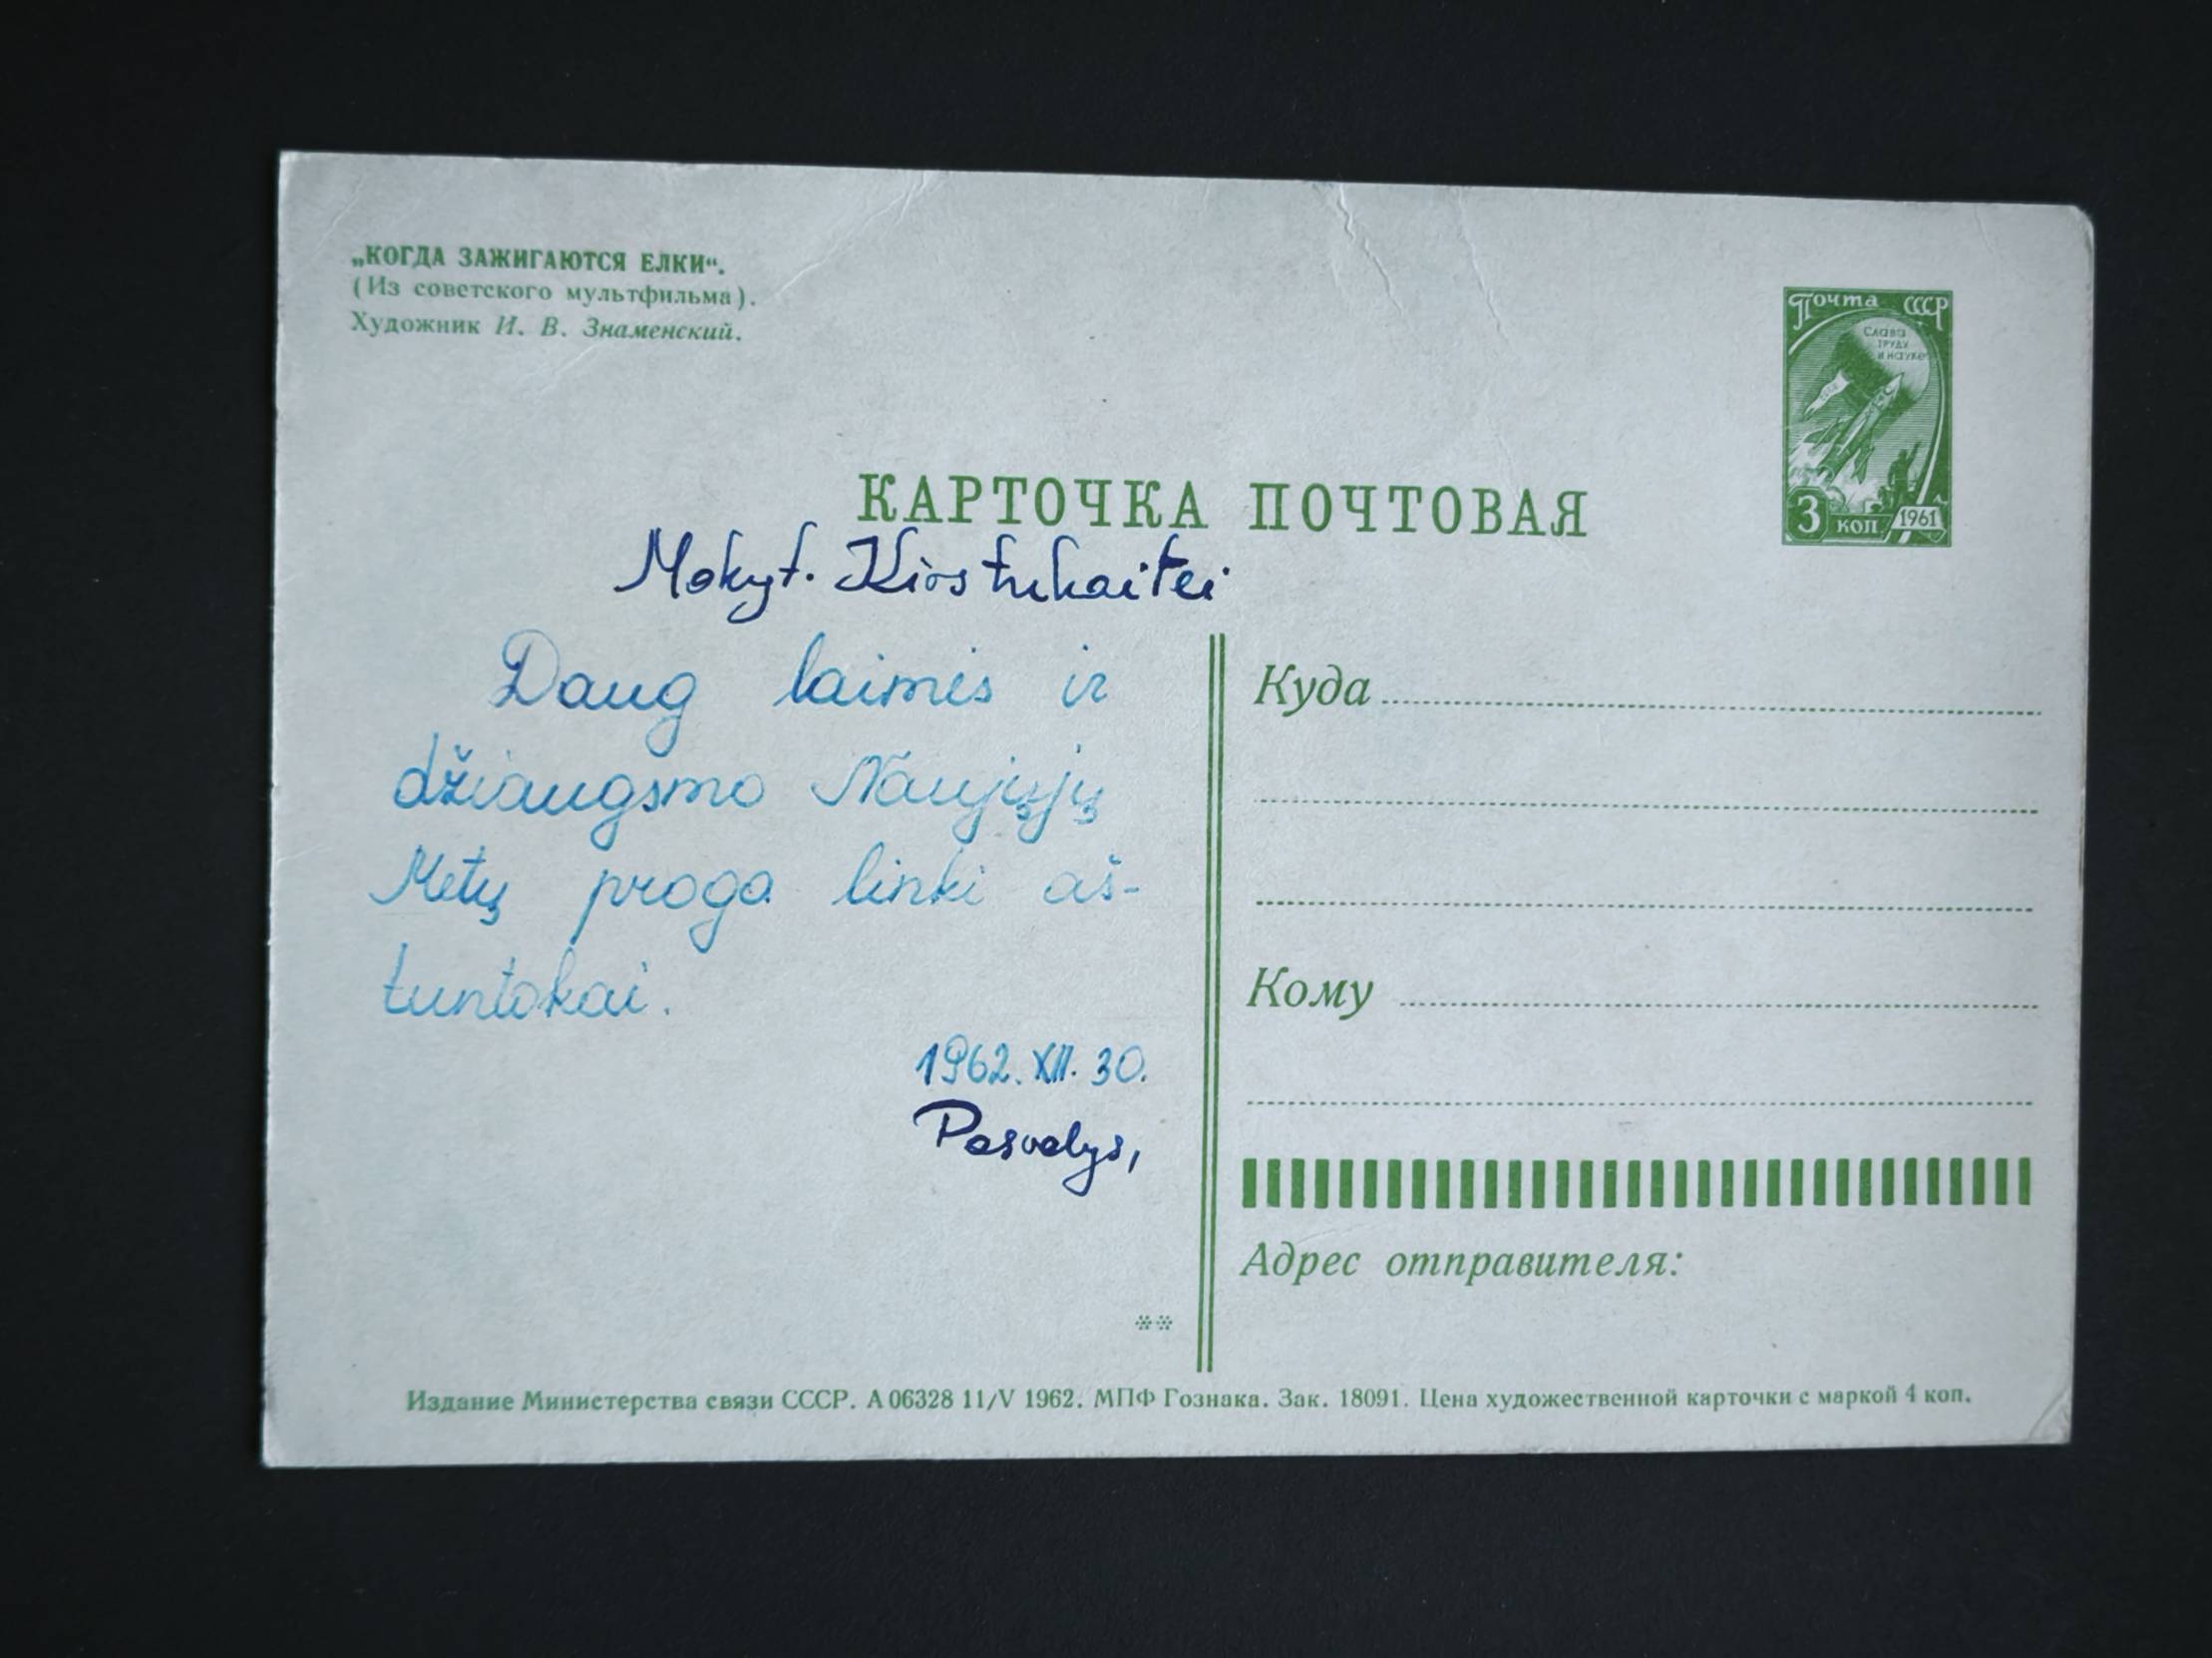 „КОГДА ЗАЖИГАЮТСЯ ЕЛКИ“.
(Из советского мультфильма).
Художник И. В. Знаменский.
Почта СССР
СЛАВА
ТРУДУ
И НАУКЕ
3 КОП 1961
КАРТОЧКА ПОЧТОВАЯ
Mokyt.
Daug laimės ir
džiaugsmo Naujųjų
Metų proga linki aš-
tuntokai.
1962.XII.30.
Pasvalys,
Куда
Кому
Адрес отправителя:
Издание Министерства связи СССР. А 06328 11/V 1962. МПФ Гознака. Зак. 18091. Цена художественной карточки с маркой 4 коп.